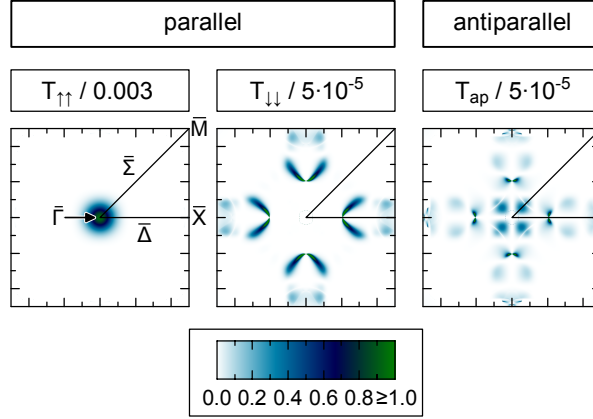 parallel
antiparallel
T↑↑ / 0.003
T↓↓ / 5·10⁻⁵
Tap / 5·10⁻⁵
M̅
Σ̅
Γ̅
Δ̅
X̅
0.0 0.2 0.4 0.6 0.8 ≥1.0